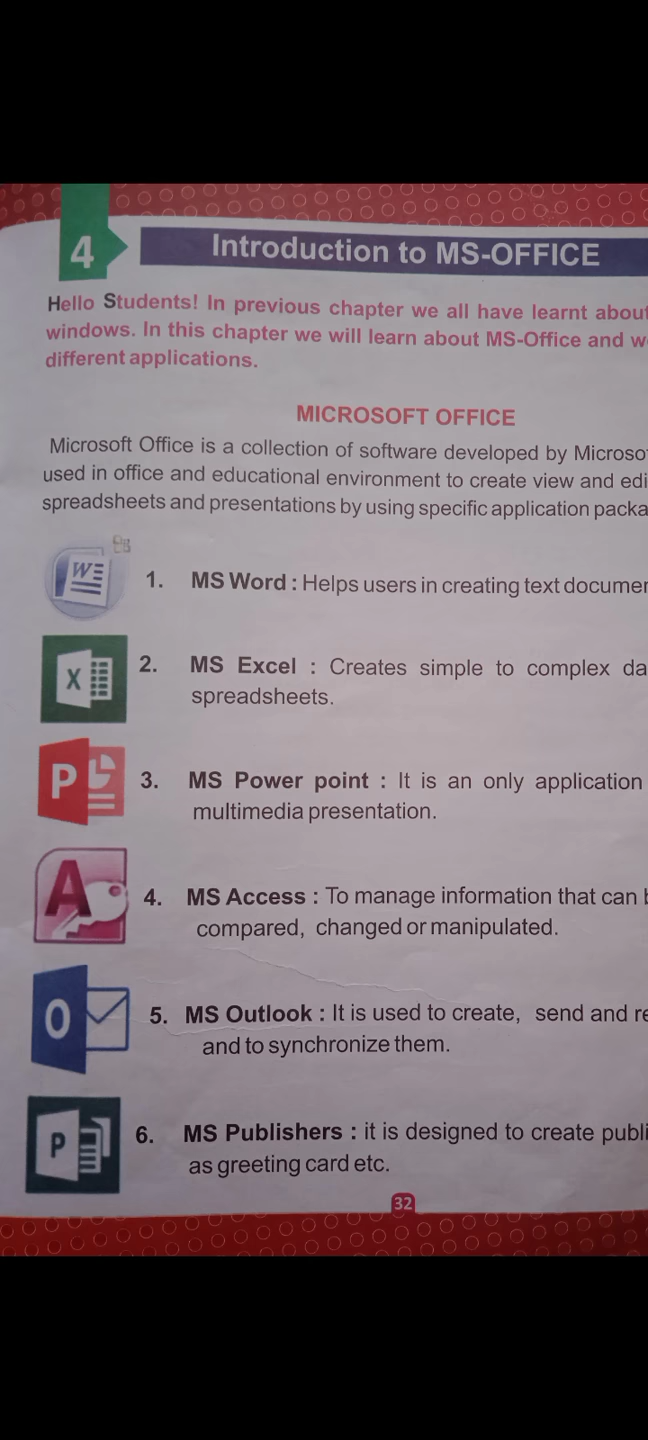 4
Introduction to MS-OFFICE
Hello Students! In previous chapter we all have learnt about
windows. In this chapter we will learn about MS-Office and
different applications.
MICROSOFT OFFICE
Microsoft Office is a collection of software developed by
used in office and educational environment to create view and
spreadsheets and presentations by using specific application
W
1. MS Word : Helps users in creating text
X
2. MS Excel : Creates simple to complex
spreadsheets.
P
3. MS Power point : It is an only application
multimedia presentation.
A
4. MS Access : To manage information that can
compared, changed or manipulated.
O
5. MS Outlook : It is used to create, send and
and to synchronize them.
P
6. MS Publishers : it is designed to create
as greeting card etc.
32